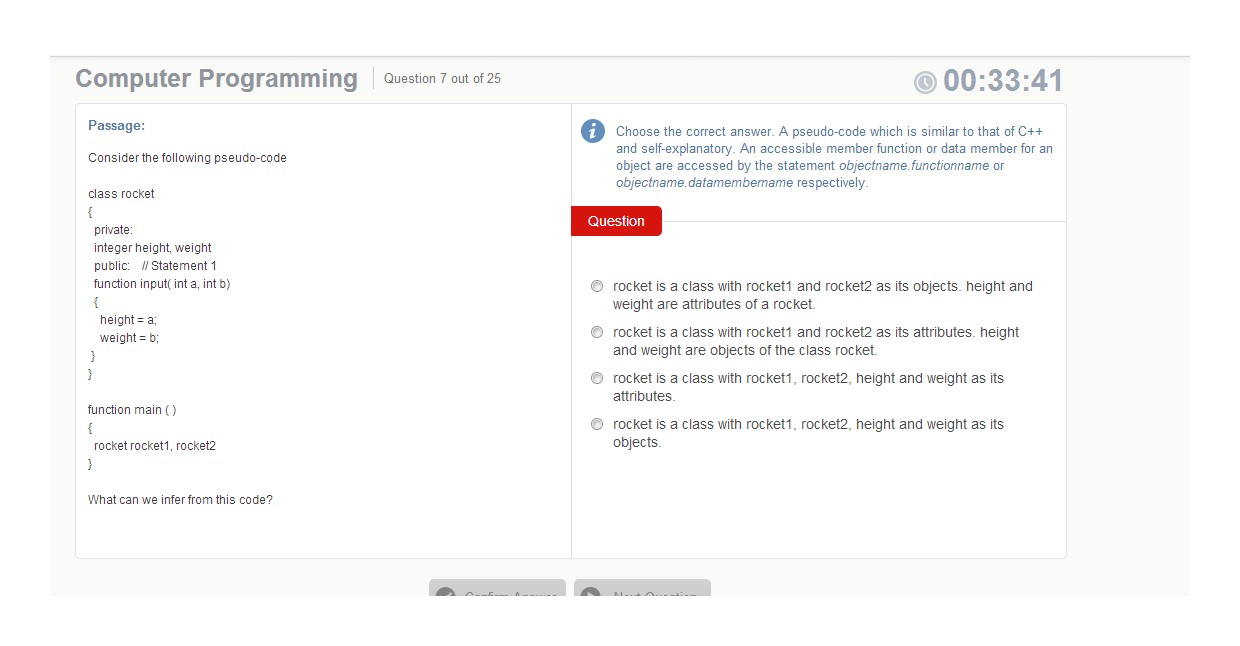 Computer Programming
Question 7 out of 25
00:33:41
Passage:
Consider the following pseudo-code
class rocket
{
private:
integer height, weight
public: // Statement 1
function input( int a, int b)
{
height = a;
weight = b;
}
}
function main ( )
{
rocket rocket1, rocket2
}
What can we infer from this code?
Choose the correct answer. A pseudo-code which is similar to that of C++
and self-explanatory. An accessible member function or data member for an
object are accessed by the statement objectname.functionname or
objectname.datamembername respectively.
Question
rocket is a class with rocket1 and rocket2 as its objects. height and
weight are attributes of a rocket.
rocket is a class with rocket1 and rocket2 as its attributes. height
and weight are objects of the class rocket.
rocket is a class with rocket1, rocket2, height and weight as its
attributes.
rocket is a class with rocket1, rocket2, height and weight as its
objects.
Confirm Answer
Next Question